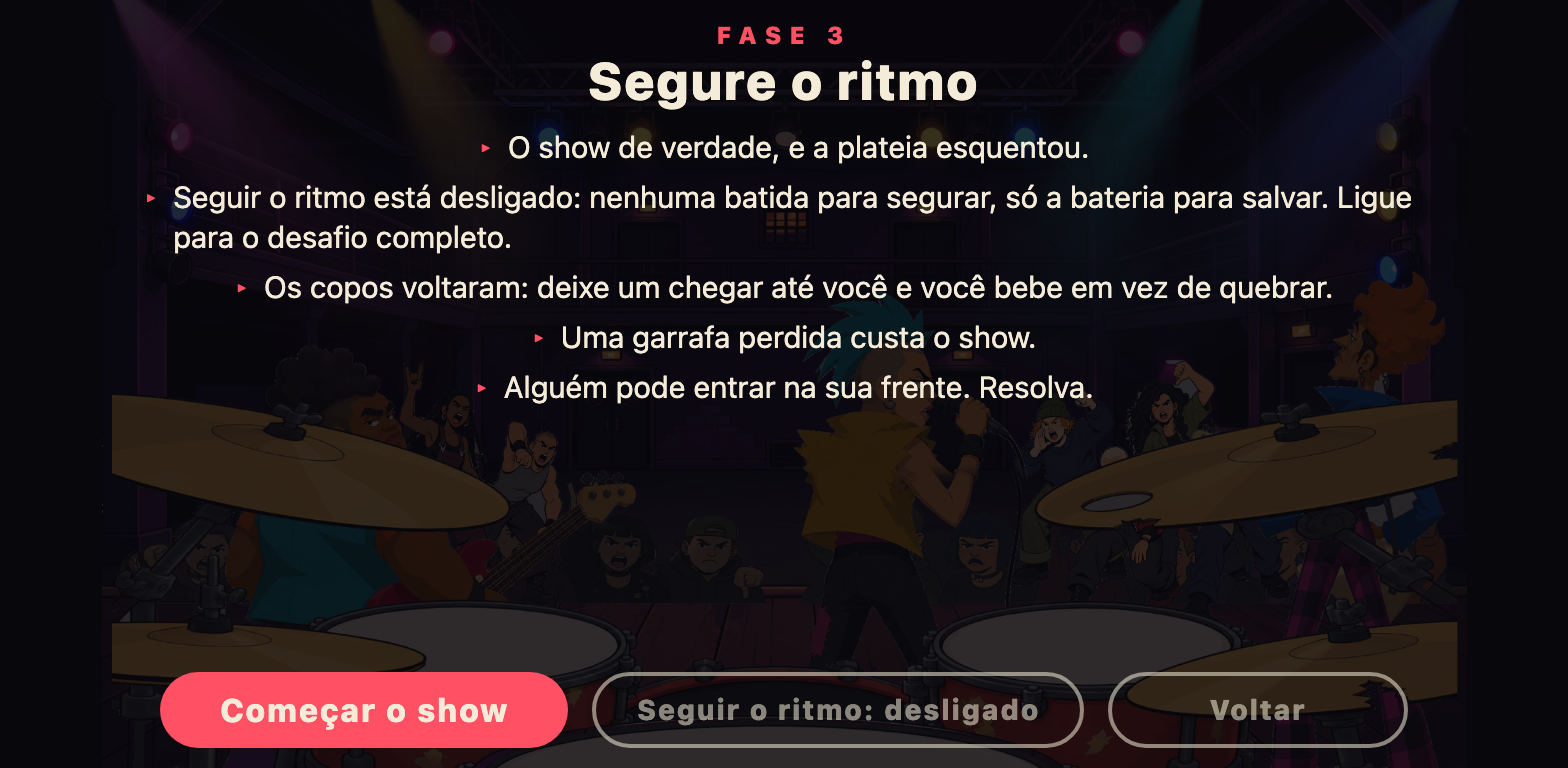 FASE 3
Segure o ritmo
▸ O show de verdade, e a plateia esquentou.
▸ Seguir o ritmo está desligado: nenhuma batida para segurar, só a bateria para salvar. Ligue
para o desafio completo.
▸ Os copos voltaram: deixe um chegar até você e você bebe em vez de quebrar.
▸ Uma garrafa perdida custa o show.
▸ Alguém pode entrar na sua frente. Resolva.
Começar o show
Seguir o ritmo: desligado
Voltar